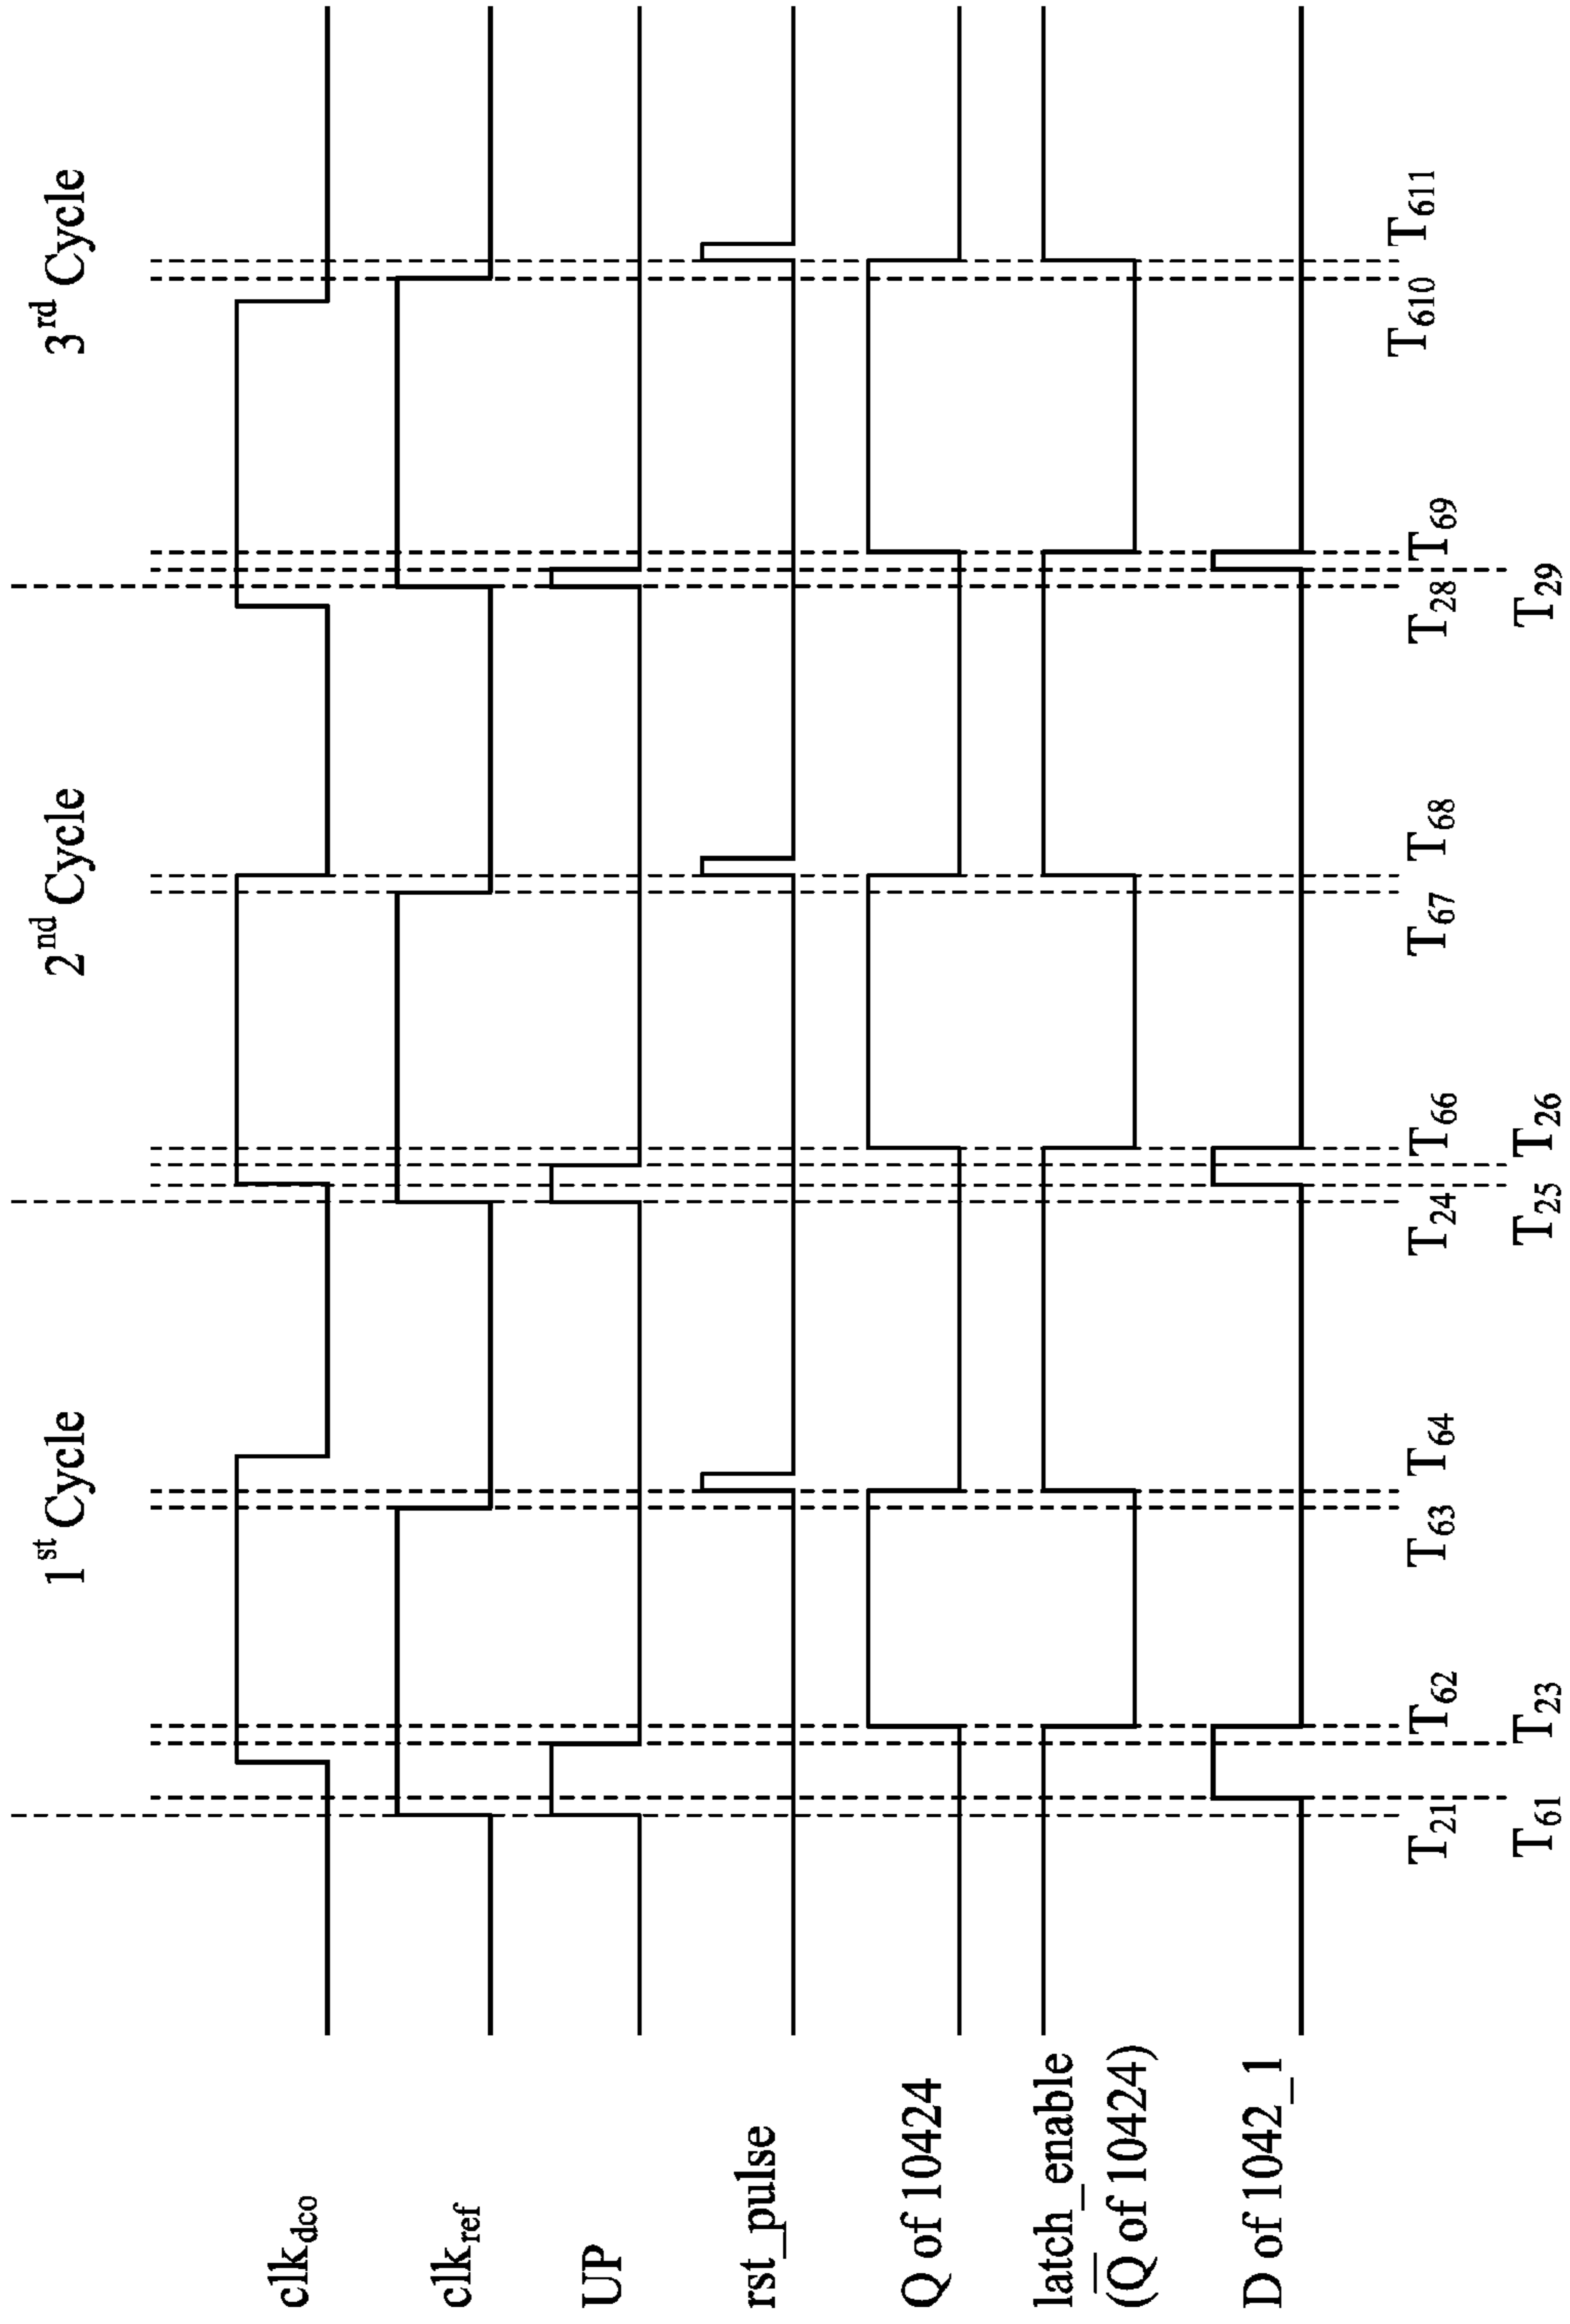 1st Cycle
2nd Cycle
3rd Cycle
clkdco
clkref
UP
rst_pulse
Q of 10424
latch_enable
(Q̅ of 10424)
D of 1042_1
T21 T62 T63 T64 T24 T66 T67 T68 T28 T69 T610 T611
T61 T23 T25 T26 T29